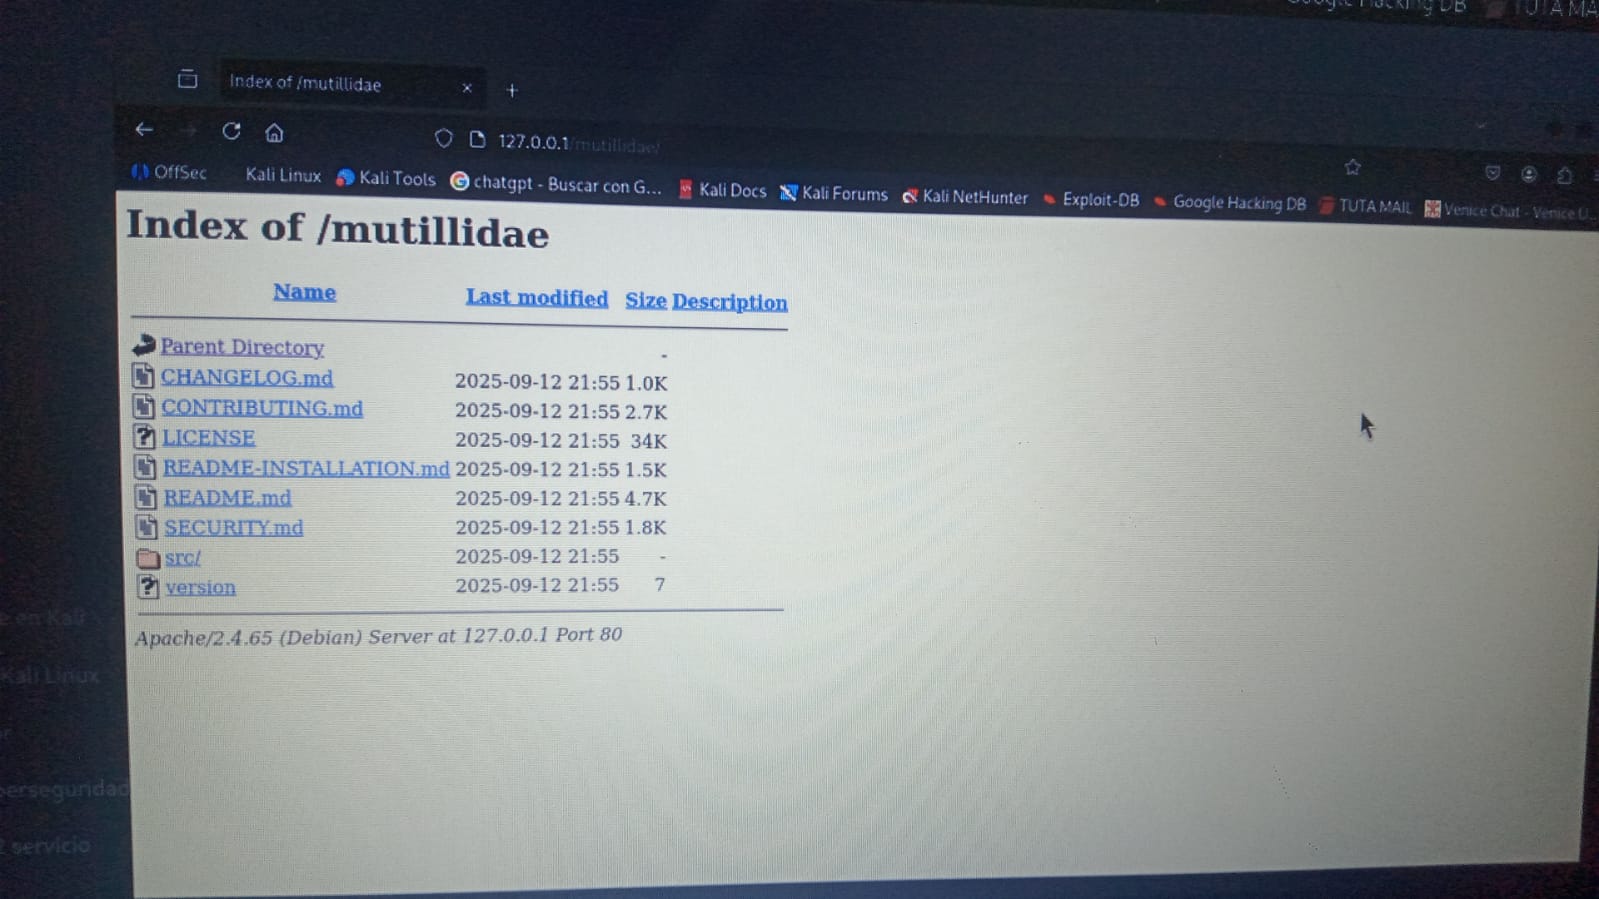 Google Hacking DB TUTA MA
Index of /mutillidae
127.0.0.1/mutillidae/
OffSec Kali Linux Kali Tools chatgpt - Buscar con G... Kali Docs Kali Forums Kali NetHunter Exploit-DB Google Hacking DB TUTA MAIL Venice Chat - Venice U...
Index of /mutillidae
Name Last modified Size Description
Parent Directory -
CHANGELOG.md 2025-09-12 21:55 1.0K
CONTRIBUTING.md 2025-09-12 21:55 2.7K
LICENSE 2025-09-12 21:55 34K
README-INSTALLATION.md 2025-09-12 21:55 1.5K
README.md 2025-09-12 21:55 4.7K
SECURITY.md 2025-09-12 21:55 1.8K
src/ 2025-09-12 21:55 -
version 2025-09-12 21:55 7
Apache/2.4.65 (Debian) Server at 127.0.0.1 Port 80
e en Kali
Kali Linux
erseguridad
servicio